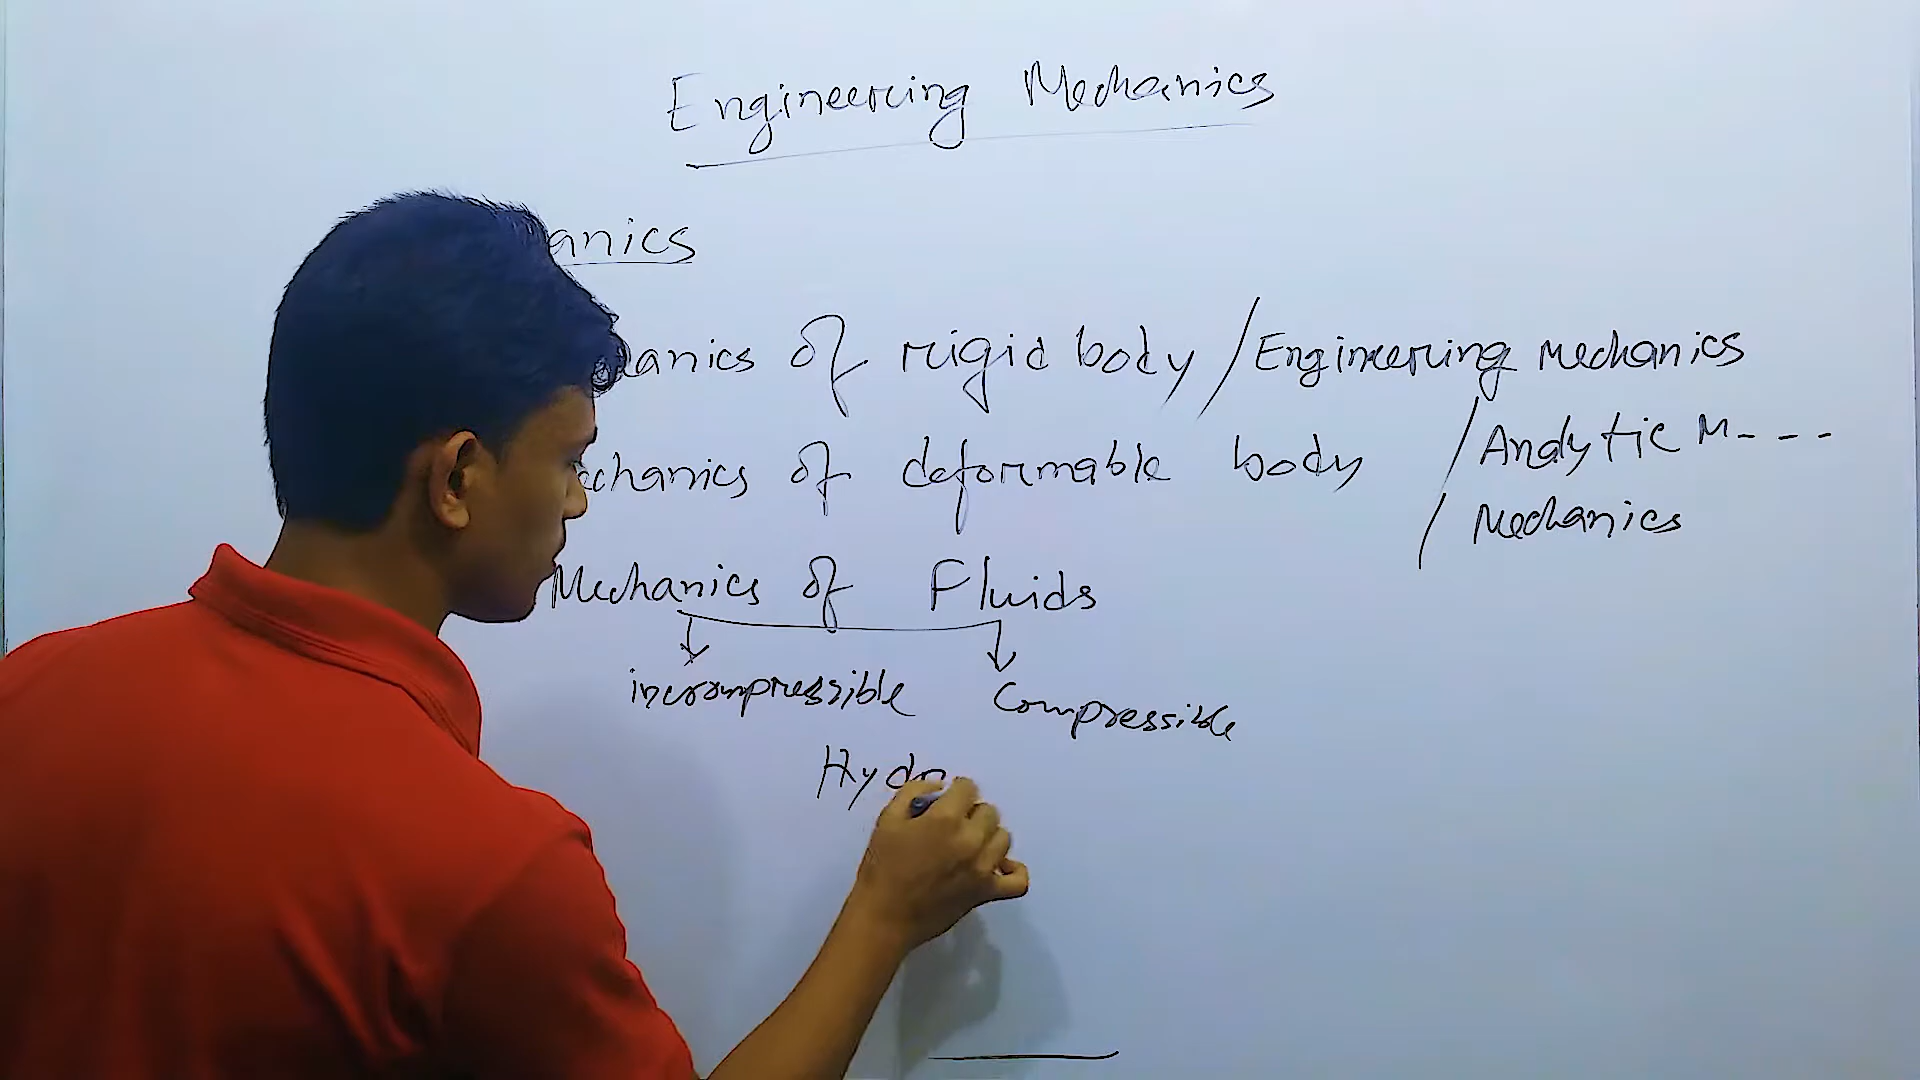 Engineering Mechanics
anics
anics of rigid body / Engineering mechanics
/ Analytic M----
echanics of deformable body
/ Mechanics
Mechanics of Fluids
incompressible Compressible
Hydr